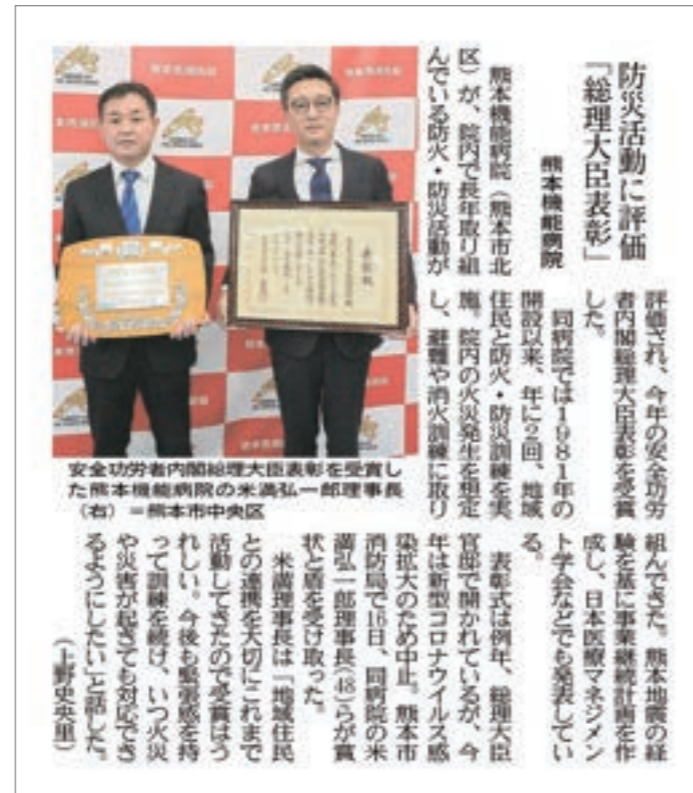 防災活動に評価
「総理大臣表彰」
熊本機能病院
熊本機能病院（熊本市北
区）が、院内で長年取り組
んでいる防火・防災活動が
評価され、今年の安全功労
者内閣総理大臣表彰を受賞
した。
同病院では1981年の
開設以来、年に2回、地域
住民と防火・防災訓練を実
施。院内の火災発生を想定
し、避難や消火訓練に取り
組んできた。熊本地震の経
験を基に事業継続計画を作
成し、日本医療マネジメン
ト学会などでも発表してい
る。
表彰式は例年、総理大臣
官邸で開かれているが、今
年は新型コロナウイルス感
染拡大のため中止。熊本市
消防局で16日、同病院の米
満弘一郎理事長（48）らが賞
状と盾を受け取った。
米満理事長は「地域住民
との連携を大切にこれまで
活動してきたので受賞はう
れしい。今後も緊張感を持
って訓練を続け、いつ火災
や災害が起きても対応でき
るようにしたい」と話した。
（上野史央里）
安全功労者内閣総理大臣表彰を受賞し
た熊本機能病院の米満弘一郎理事長
（右）＝熊本市中央区
表彰状